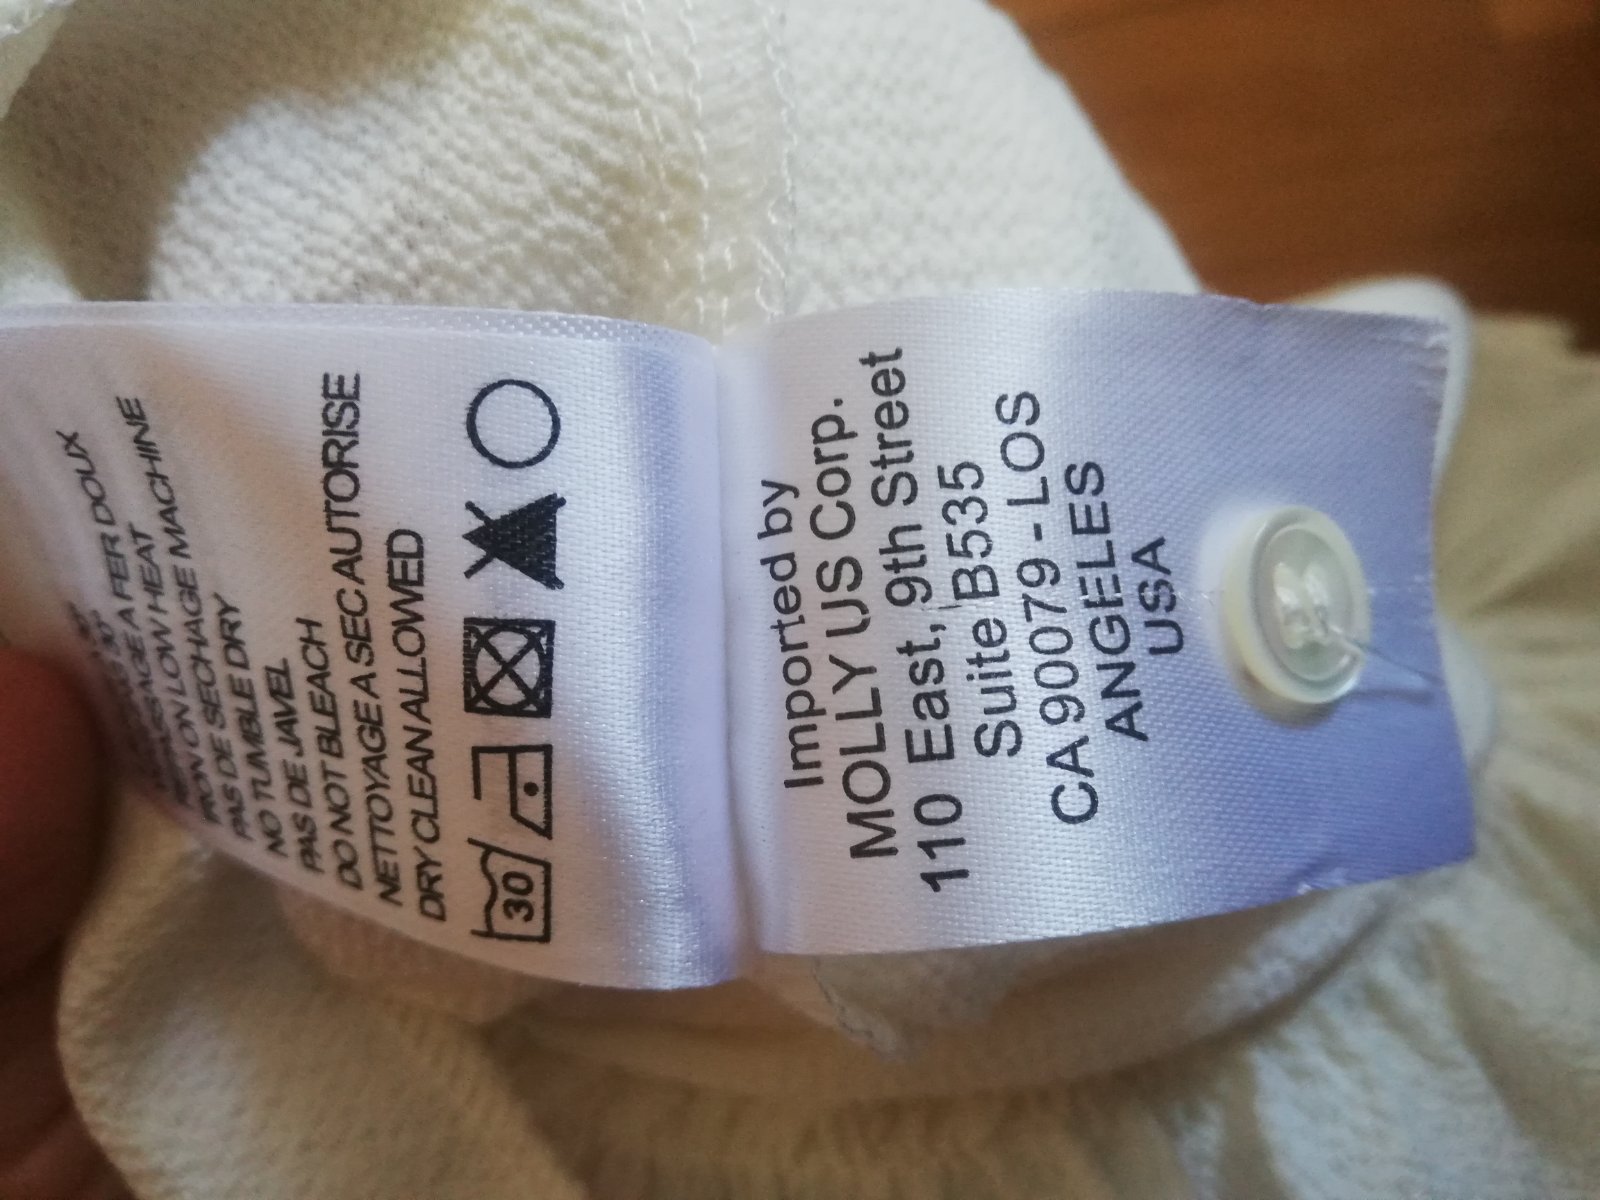 30°
30°
REPASSAGE A FER DOUX
IRON ON LOW HEAT
PAS DE SECHAGE MACHINE
NO TUMBLE DRY
PAS DE JAVEL
DO NOT BLEACH
NETTOYAGE A SEC AUTORISE
DRY CLEAN ALLOWED
30
Imported by
MOLLY US Corp.
110 East, 9th Street
Suite B535
CA 90079 - LOS
ANGELES
USA